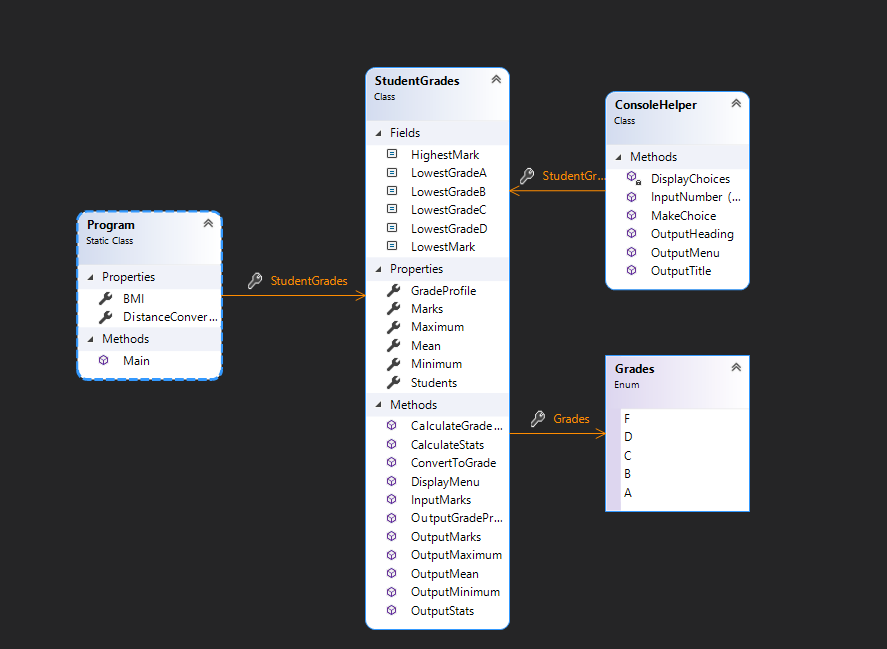 Program
Static Class
Properties
BMI
DistanceConver...
Methods
Main
StudentGrades
StudentGrades
Class
Fields
HighestMark
LowestGradeA
LowestGradeB
LowestGradeC
LowestGradeD
LowestMark
Properties
GradeProfile
Marks
Maximum
Mean
Minimum
Students
Methods
CalculateGrade...
CalculateStats
ConvertToGrade
DisplayMenu
InputMarks
OutputGradePr...
OutputMarks
OutputMaximum
OutputMean
OutputMinimum
OutputStats
StudentGr...
ConsoleHelper
Class
Methods
DisplayChoices
InputNumber (...
MakeChoice
OutputHeading
OutputMenu
OutputTitle
Grades
Grades
Enum
F
D
C
B
A